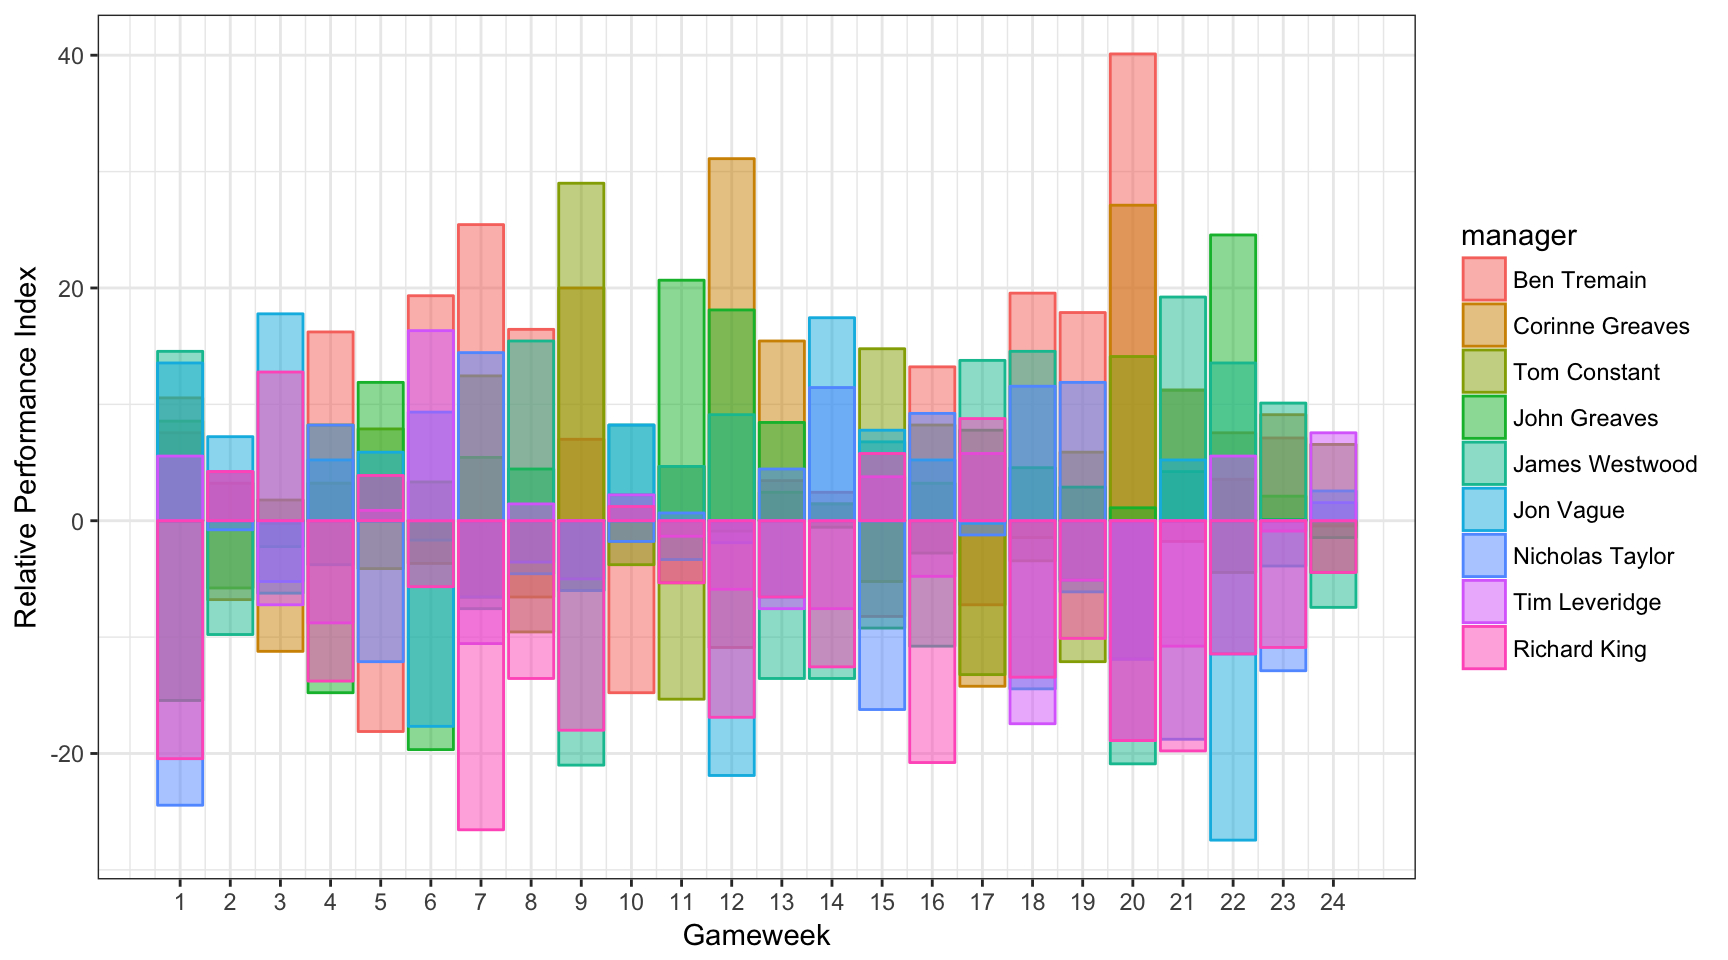 40
20
0
-20
Relative Performance Index
1 2 3 4 5 6 7 8 9 10 11 12 13 14 15 16 17 18 19 20 21 22 23 24
Gameweek
manager
Ben Tremain
Corinne Greaves
Tom Constant
John Greaves
James Westwood
Jon Vague
Nicholas Taylor
Tim Leveridge
Richard King